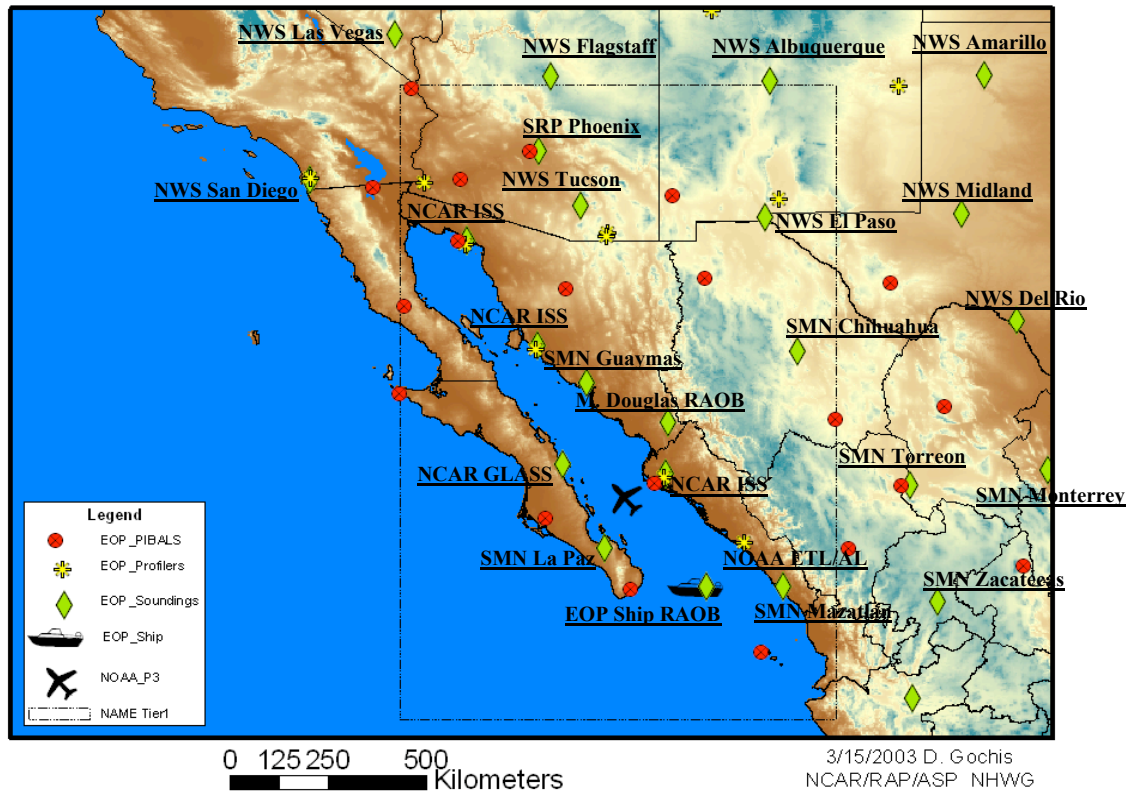 NWS Las Vegas
NWS Flagstaff
NWS Albuquerque
NWS Amarillo
SRP Phoenix
NWS San Diego
NWS Tucson
NWS Midland
NCAR ISS
NWS El Paso
NWS Del Rio
NCAR ISS
SMN Chihuahua
SMN Guaymas
M. Douglas RAOB
NCAR GLASS
NCAR ISS
SMN Torreon
SMN Monterrey
SMN La Paz
NOAA ETL/AL
SMN Zacatecas
EOP Ship RAOB
SMN Mazatlan
Legend
EOP_PIBALS
EOP_Profilers
EOP_Soundings
EOP_Ship
NOAA_P3
NAME Tier1
0 125 250 500
Kilometers
3/15/2003 D. Gochis
NCAR/RAP/ASP NHWG